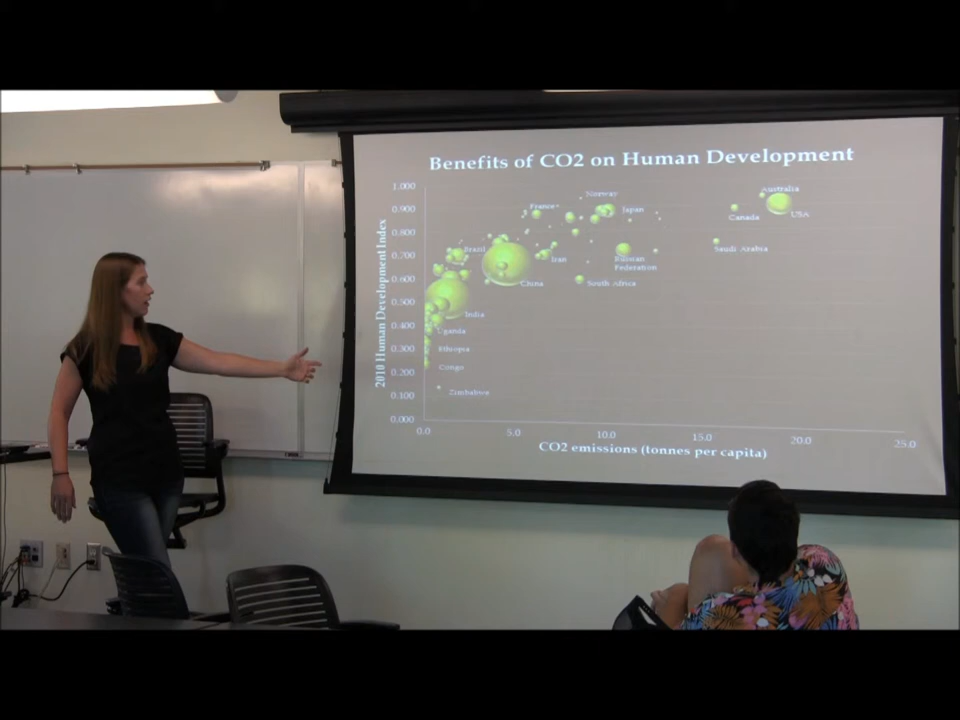 Benefits of CO2 on Human Development
1.000
0.900
0.800
0.700
0.600
0.500
0.400
0.300
0.200
0.100
0.000
2010 Human Development Index
Norway
Australia
France+
Japan
Canada
USA
Brazil
Iran
Russian
Federation
Saudi Arabia
China
South Africa
India
Uganda
Ethiopia
Congo
Zimbabwe
0.0
5.0
10.0
15.0
20.0
25.0
CO2 emissions (tonnes per capita)